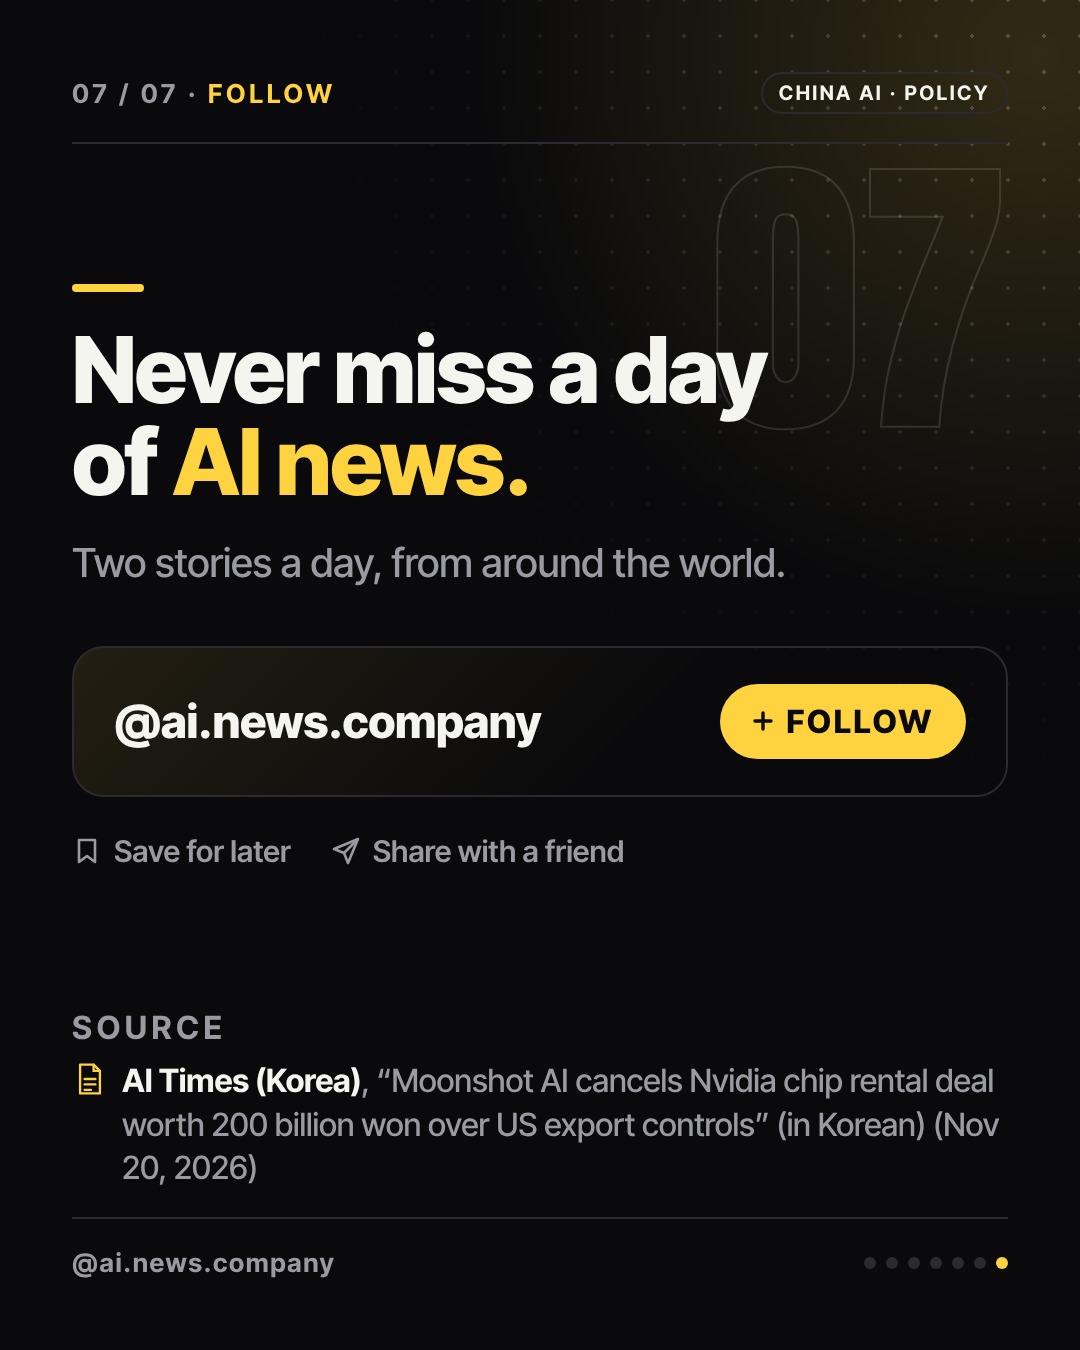 07 / 07 · FOLLOW
CHINA AI · POLICY
07
Never miss a day
of AI news.
Two stories a day, from around the world.
@ai.news.company
+ FOLLOW
Save for later
Share with a friend
SOURCE
AI Times (Korea), “Moonshot AI cancels Nvidia chip rental deal
worth 200 billion won over US export controls” (in Korean) (Nov
20, 2026)
@ai.news.company